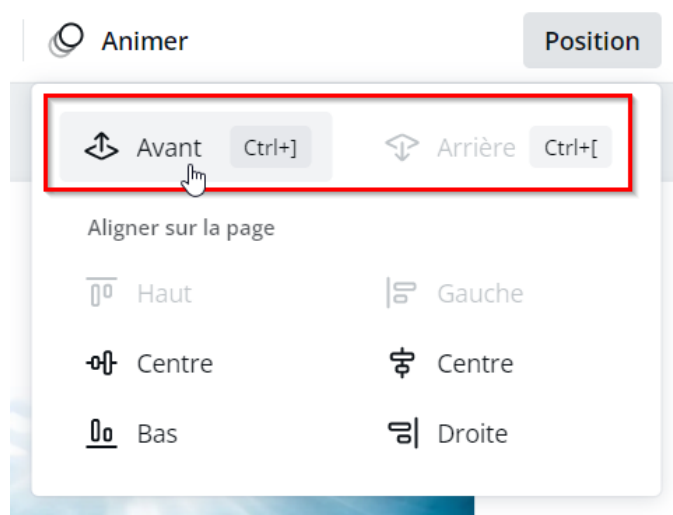 Animer Position
Avant Ctrl+] Arrière Ctrl+[
Aligner sur la page
Haut Gauche
Centre Centre
Bas Droite